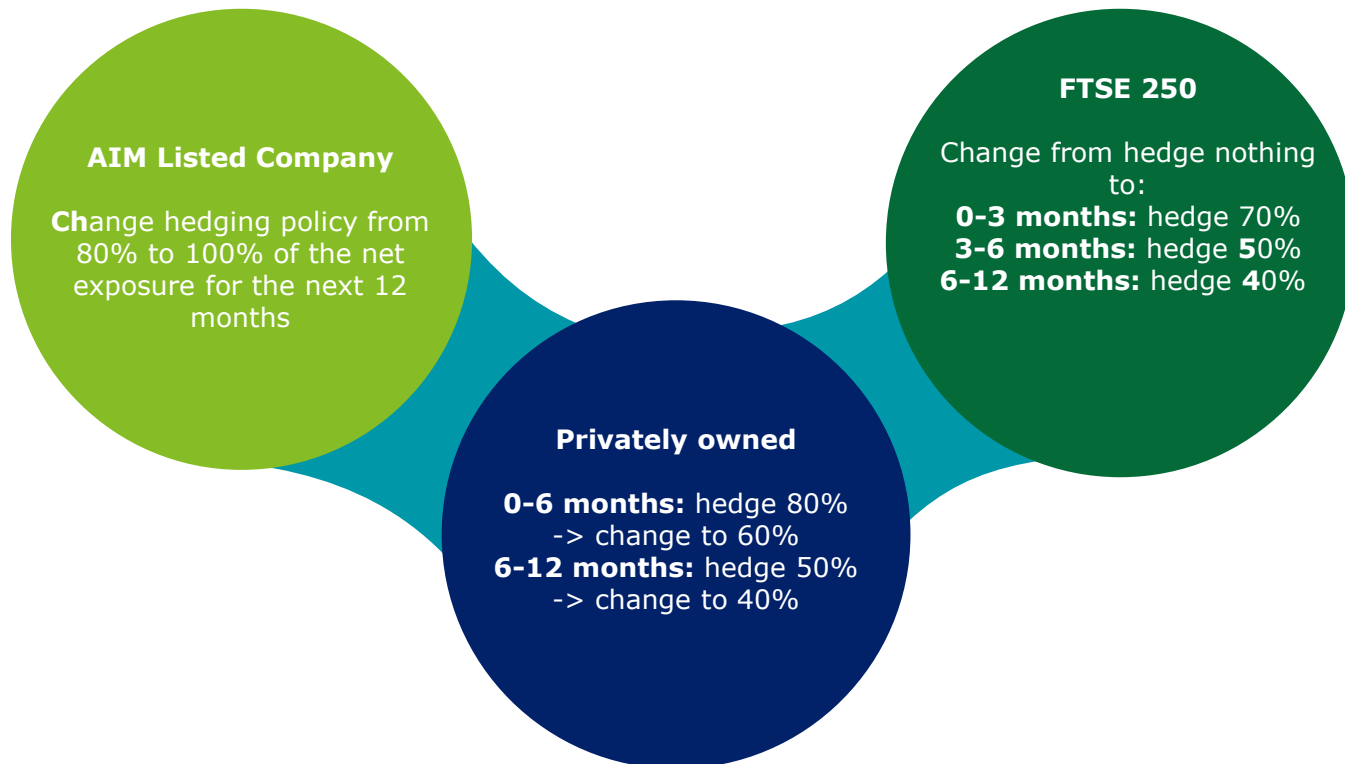 AIM Listed Company
Change hedging policy from
80% to 100% of the net
exposure for the next 12
months
Privately owned
0-6 months: hedge 80%
-> change to 60%
6-12 months: hedge 50%
-> change to 40%
FTSE 250
Change from hedge nothing
to:
0-3 months: hedge 70%
3-6 months: hedge 50%
6-12 months: hedge 40%